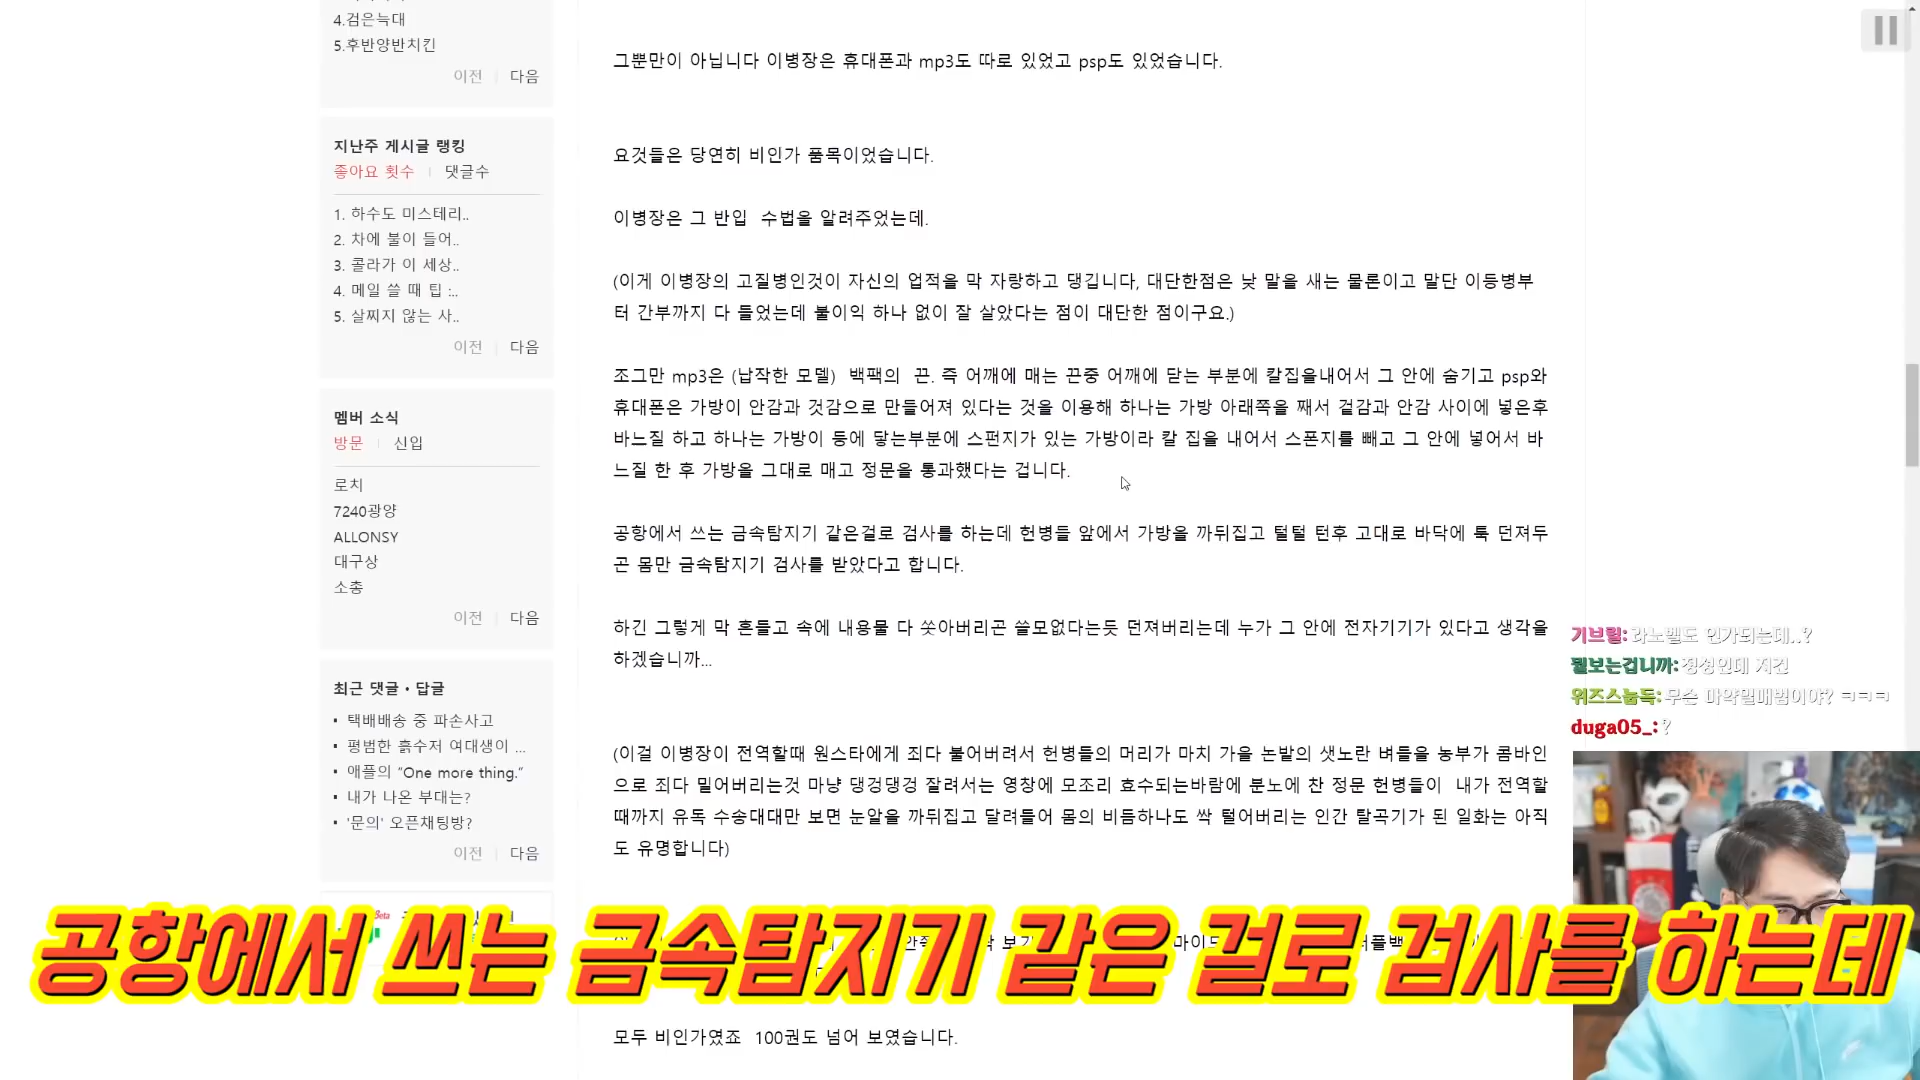 4.검은늑대
5.후반양반치킨
이전 | 다음
지난주 게시글 랭킹
좋아요 횟수 | 댓글수
1. 하수도 미스테리..
2. 차에 불이 들어..
3. 콜라가 이 세상..
4. 메일 쓸 때 팁 :..
5. 살찌지 않는 사..
이전 | 다음
멤버 소식
방문 | 신입
로치
7240광양
ALLONSY
대구상
소총
이전 | 다음
최근 댓글 • 답글
▪ 택배배송 중 파손사고
▪ 평범한 흙수저 여대생이 ...
▪ 애플의 “One more thing.”
▪ 내가 나온 부대는?
▪ '문의' 오픈채팅방?
이전 | 다음
그뿐만이 아닙니다 이병장은 휴대폰과 mp3도 따로 있었고 psp도 있었습니다.
요것들은 당연히 비인가 품목이었습니다.
이병장은 그 반입  수법을 알려주었는데.
(이게 이병장의 고질병인것이 자신의 업적을 막 자랑하고 댕깁니다, 대단한점은 낮 말을 새는 물론이고 말단 이등병부
터 간부까지 다 들었는데 불이익 하나 없이 잘 살았다는 점이 대단한 점이구요.)
조그만 mp3은 (납작한 모델)  백팩의  끈. 즉 어깨에 매는 끈중 어깨에 닫는 부분에 칼집을내어서 그 안에 숨기고 psp와
휴대폰은 가방이 안감과 것감으로 만들어져 있다는 것을 이용해 하나는 가방 아래쪽을 째서 겉감과 안감 사이에 넣은후
바느질 하고 하나는 가방이 등에 닿는부분에 스펀지가 있는 가방이라 칼 집을 내어서 스폰지를 빼고 그 안에 넣어서 바
느질 한 후 가방을 그대로 매고 정문을 통과했다는 겁니다.
공항에서 쓰는 금속탐지기 같은걸로 검사를 하는데 헌병들 앞에서 가방을 까뒤집고 털털 턴후 고대로 바닥에 툭 던져두
곤 몸만 금속탐지기 검사를 받았다고 합니다.
하긴 그렇게 막 흔들고 속에 내용물 다 쏫아버리곤 쓸모없다는듯 던져버리는데 누가 그 안에 전자기기가 있다고 생각을
하겠습니까...
(이걸 이병장이 전역할때 원스타에게 죄다 불어버려서 헌병들의 머리가 마치 가을 논밭의 샛노란 벼들을 농부가 콤바인
으로 죄다 밀어버리는것 마냥 댕겅댕겅 잘려서는 영창에 모조리 효수되는바람에 분노에 찬 정문 헌병들이  내가 전역할
때까지 유독 수송대대만 보면 눈알을 까뒤집고 달려들어 몸의 비듬하나도 싹 털어버리는 인간 탈곡기가 된 일화는 아직
도 유명합니다)
모두 비인가였죠  100권도 넘어 보였습니다.
기브릴: 라노벨도 인가되는데..?
뭘보는겁니까: 정성인데 저건
위즈스눕독: 무슨 마약밀매범이야? ㅋㅋㅋ
duga05_: ?
공항에서 쓰는 금속탐지기 같은 걸로 검사를 하는데